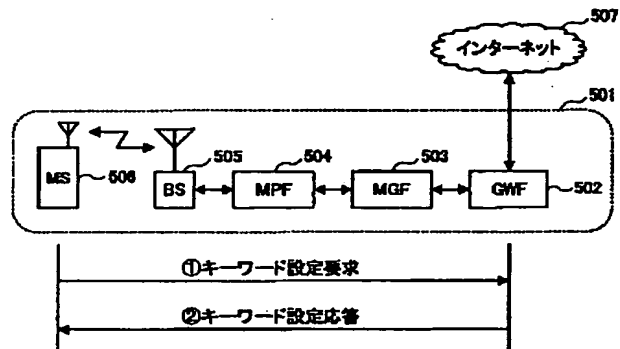 507
インターネット
501
MS
506
BS
505
MPF
504
MGF
503
GWF
502
①キーワード設定要求
②キーワード設定応答